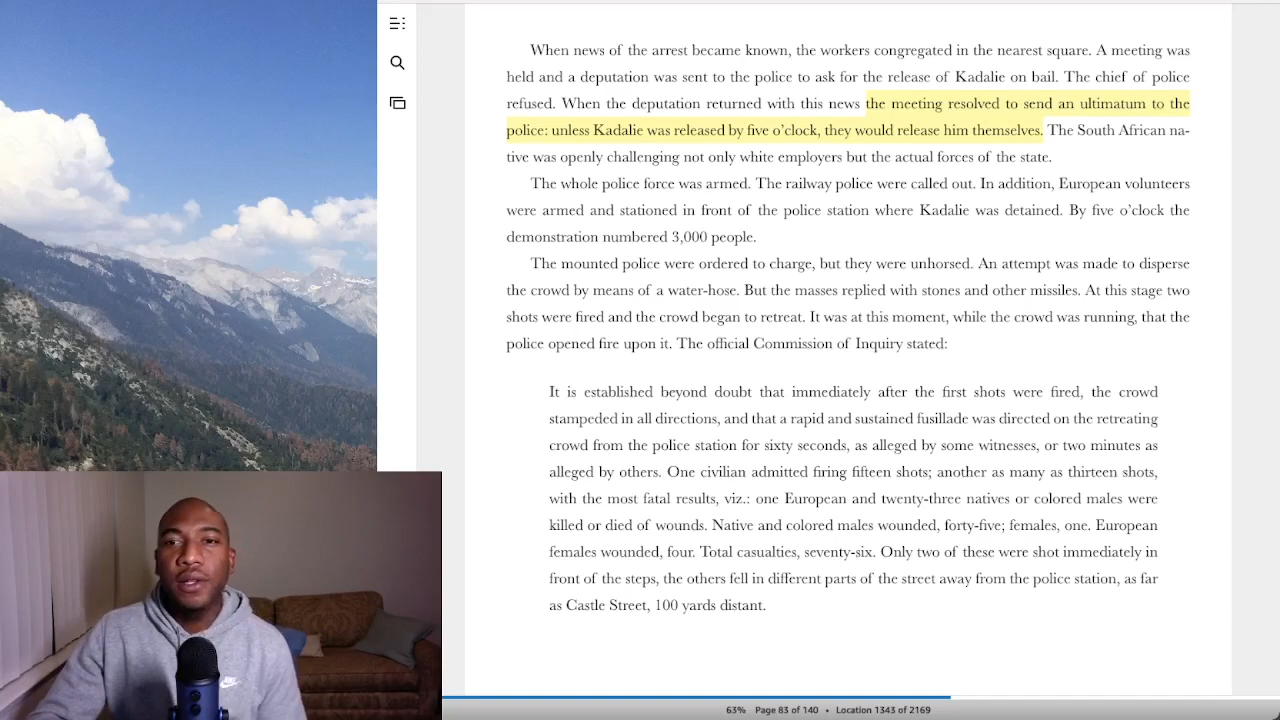 When news of the arrest became known, the workers congregated in the nearest square. A meeting was
held and a deputation was sent to the police to ask for the release of Kadalie on bail. The chief of police
refused. When the deputation returned with this news the meeting resolved to send an ultimatum to the
police: unless Kadalie was released by five o’clock, they would release him themselves. The South African na-
tive was openly challenging not only white employers but the actual forces of the state.
The whole police force was armed. The railway police were called out. In addition, European volunteers
were armed and stationed in front of the police station where Kadalie was detained. By five o’clock the
demonstration numbered 3,000 people.
The mounted police were ordered to charge, but they were unhorsed. An attempt was made to disperse
the crowd by means of a water-hose. But the masses replied with stones and other missiles. At this stage two
shots were fired and the crowd began to retreat. It was at this moment, while the crowd was running, that the
police opened fire upon it. The official Commission of Inquiry stated:
It is established beyond doubt that immediately after the first shots were fired, the crowd
stampeded in all directions, and that a rapid and sustained fusillade was directed on the retreating
crowd from the police station for sixty seconds, as alleged by some witnesses, or two minutes as
alleged by others. One civilian admitted firing fifteen shots; another as many as thirteen shots,
with the most fatal results, viz.: one European and twenty-three natives or colored males were
killed or died of wounds. Native and colored males wounded, forty-five; females, one. European
females wounded, four. Total casualties, seventy-six. Only two of these were shot immediately in
front of the steps, the others fell in different parts of the street away from the police station, as far
as Castle Street, 100 yards distant.
63% Page 83 of 140 • Location 1343 of 2169